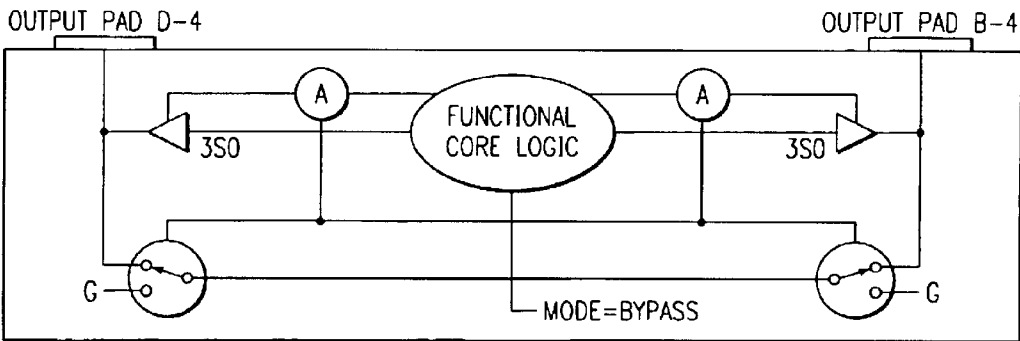 OUTPUT PAD D-4
OUTPUT PAD B-4
A
A
FUNCTIONAL
CORE LOGIC
3SO
3SO
G
G
MODE=BYPASS